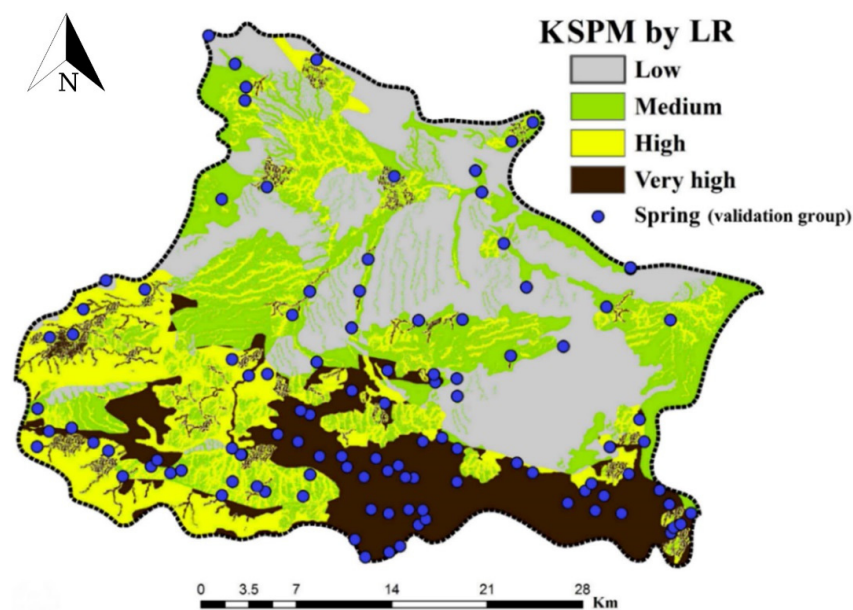 N
KSPM by LR
Low
Medium
High
Very high
Spring (validation group)
0 3.5 7 14 21 28
Km